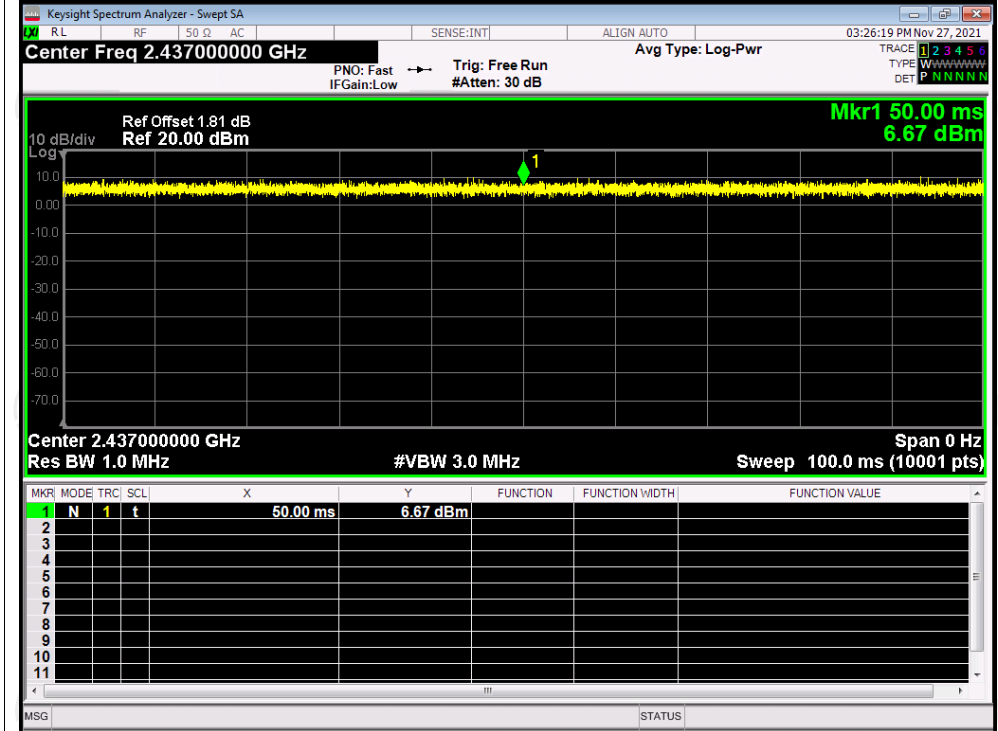 Keysight Spectrum Analyzer - Swept SA
LXI RL RF 50 Ω AC SENSE:INT ALIGN AUTO 03:26:19 PM Nov 27, 2021
Center Freq 2.437000000 GHz
PNO: Fast
IFGain:Low
Trig: Free Run
#Atten: 30 dB
Avg Type: Log-Pwr
TRACE 1 2 3 4 5 6
TYPE WWWWWW
DET P N N N N N
Mkr1 50.00 ms
6.67 dBm
Ref Offset 1.81 dB
10 dB/div Ref 20.00 dBm
Log
1
10.0
0.00
-10.0
-20.0
-30.0
-40.0
-50.0
-60.0
-70.0
Center 2.437000000 GHz Span 0 Hz
Res BW 1.0 MHz #VBW 3.0 MHz Sweep 100.0 ms (10001 pts)
MKR MODE TRC SCL X Y FUNCTION FUNCTION WIDTH FUNCTION VALUE
1 N 1 t 50.00 ms 6.67 dBm
2
3
4
5
6
7
8
9
10
11
MSG STATUS